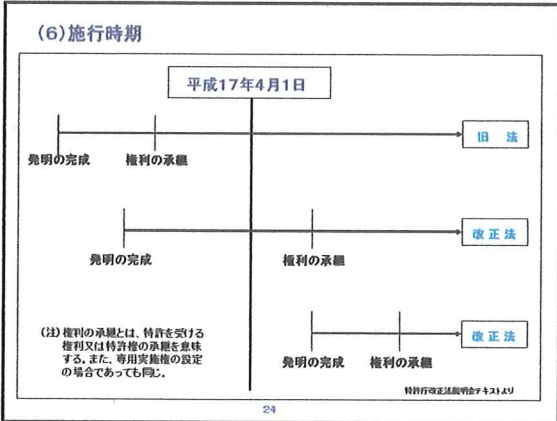 (6)施行時期
平成17年4月1日
旧 法
発明の完成 権利の承継
改正法
発明の完成 権利の承継
(注)権利の承継とは、特許を受ける
権利又は特許権の承継を意味
する。また、専用実施権の設定
の場合であっても同じ。
改正法
発明の完成 権利の承継
特許庁改正法説明会テキストより
24